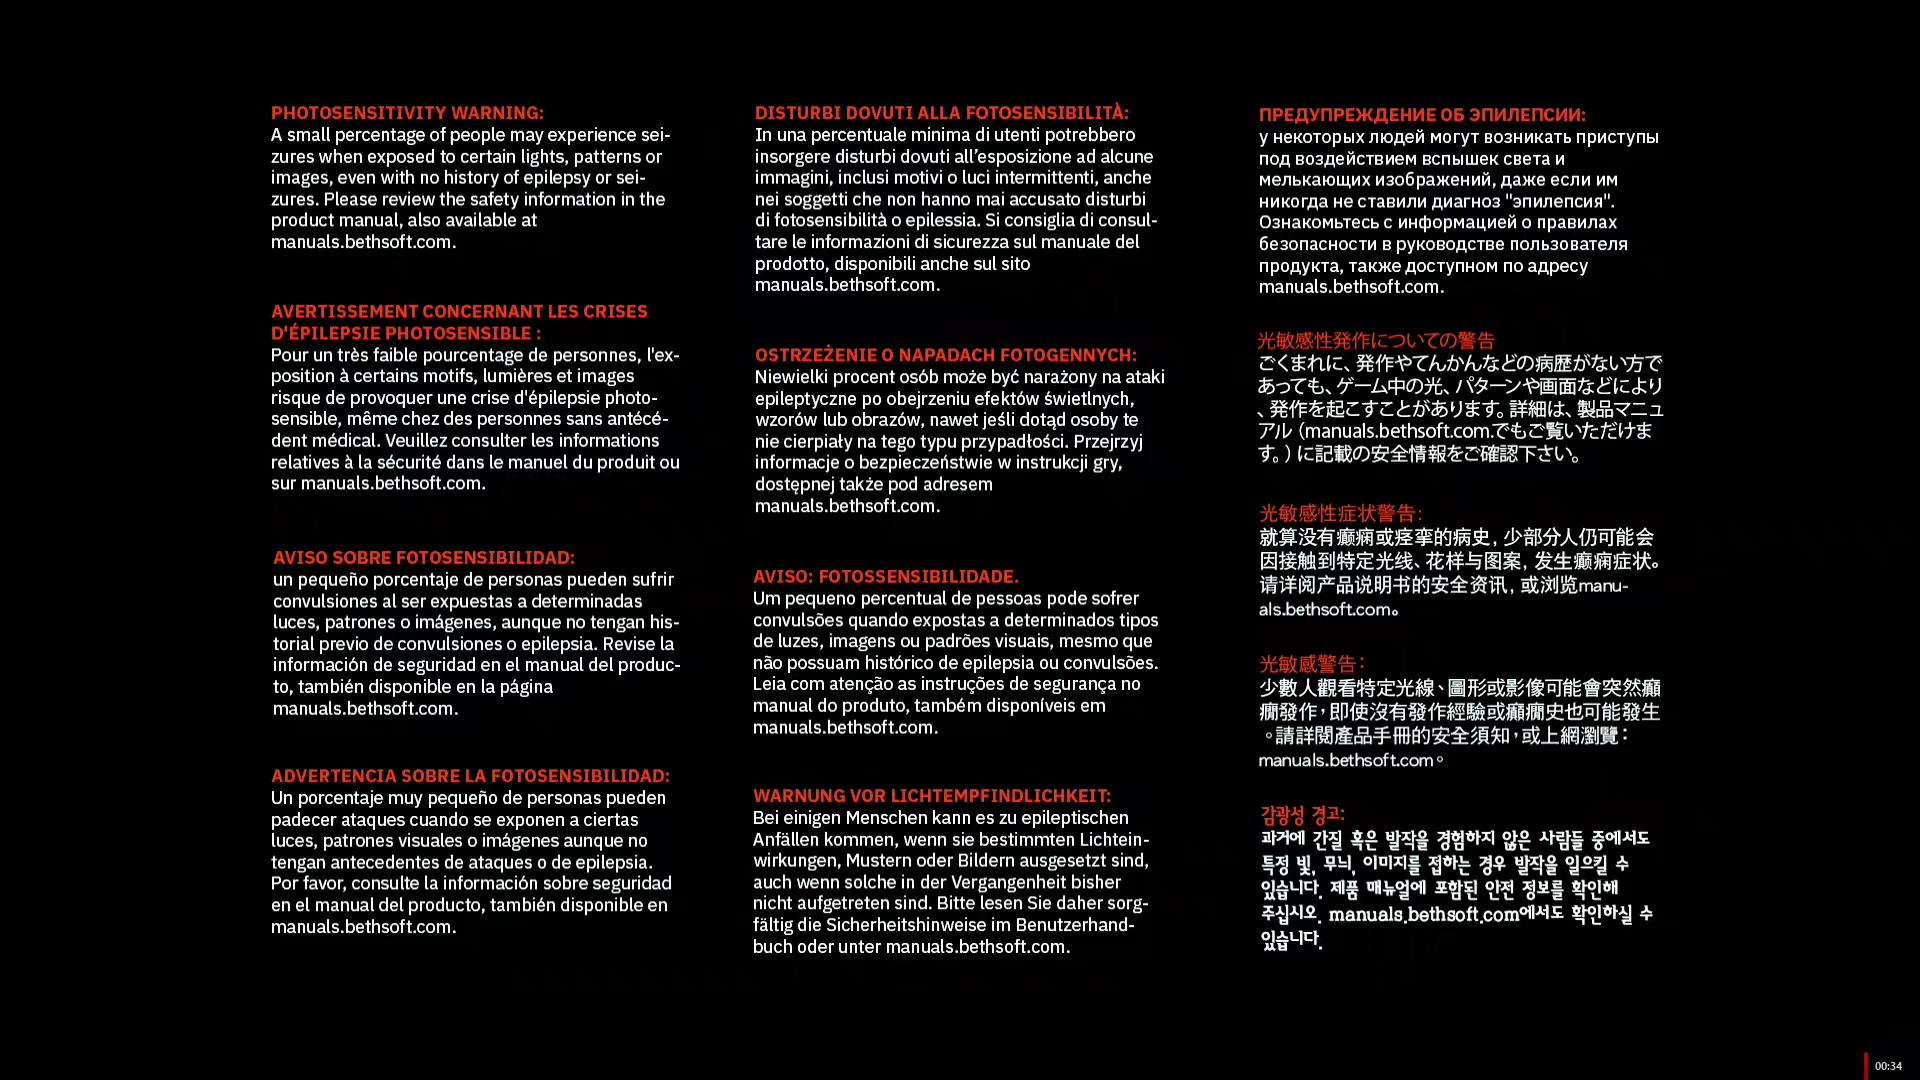 PHOTOSENSITIVITY WARNING:
A small percentage of people may experience sei-
zures when exposed to certain lights, patterns or
images, even with no history of epilepsy or sei-
zures. Please review the safety information in the
product manual, also available at
manuals.bethsoft.com.
AVERTISSEMENT CONCERNANT LES CRISES
D'ÉPILEPSIE PHOTOSENSIBLE :
Pour un très faible pourcentage de personnes, l'ex-
position à certains motifs, lumières et images
risque de provoquer une crise d'épilepsie photo-
sensible, même chez des personnes sans antécé-
dent médical. Veuillez consulter les informations
relatives à la sécurité dans le manuel du produit ou
sur manuals.bethsoft.com.
AVISO SOBRE FOTOSENSIBILIDAD:
un pequeño porcentaje de personas pueden sufrir
convulsiones al ser expuestas a determinadas
luces, patrones o imágenes, aunque no tengan his-
torial previo de convulsiones o epilepsia. Revise la
información de seguridad en el manual del produc-
to, también disponible en la página
manuals.bethsoft.com.
ADVERTENCIA SOBRE LA FOTOSENSIBILIDAD:
Un porcentaje muy pequeño de personas pueden
padecer ataques cuando se exponen a ciertas
luces, patrones visuales o imágenes aunque no
tengan antecedentes de ataques o de epilepsia.
Por favor, consulte la información sobre seguridad
en el manual del producto, también disponible en
manuals.bethsoft.com.
DISTURBI DOVUTI ALLA FOTOSENSIBILITÀ:
In una percentuale minima di utenti potrebbero
insorgere disturbi dovuti all'esposizione ad alcune
immagini, inclusi motivi o luci intermittenti, anche
nei soggetti che non hanno mai accusato disturbi
di fotosensibilità o epilessia. Si consiglia di consul-
tare le informazioni di sicurezza sul manuale del
prodotto, disponibili anche sul sito
manuals.bethsoft.com.
OSTRZEŻENIE O NAPADACH FOTOGENNYCH:
Niewielki procent osób może być narażony na ataki
epileptyczne po obejrzeniu efektów świetlnych,
wzorów lub obrazów, nawet jeśli dotąd osoby te
nie cierpiały na tego typu przypadłości. Przejrzyj
informacje o bezpieczeństwie w instrukcji gry,
dostępnej także pod adresem
manuals.bethsoft.com.
AVISO: FOTOSSENSIBILIDADE.
Um pequeno percentual de pessoas pode sofrer
convulsões quando expostas a determinados tipos
de luzes, imagens ou padrões visuais, mesmo que
não possuam histórico de epilepsia ou convulsões.
Leia com atenção as instruções de segurança no
manual do produto, também disponíveis em
manuals.bethsoft.com.
WARNUNG VOR LICHTEMPFINDLICHKEIT:
Bei einigen Menschen kann es zu epileptischen
Anfällen kommen, wenn sie bestimmten Lichtein-
wirkungen, Mustern oder Bildern ausgesetzt sind,
auch wenn solche in der Vergangenheit bisher
nicht aufgetreten sind. Bitte lesen Sie daher sorg-
fältig die Sicherheitshinweise im Benutzerhand-
buch oder unter manuals.bethsoft.com.
ПРЕДУПРЕЖДЕНИЕ ОБ ЭПИЛЕПСИИ:
у некоторых людей могут возникать приступы
под воздействием вспышек света и
мелькающих изображений, даже если им
никогда не ставили диагноз "эпилепсия".
Ознакомьтесь с информацией о правилах
безопасности в руководстве пользователя
продукта, также доступном по адресу
manuals.bethsoft.com.
光敏感性発作についての警告
ごくまれに、発作やてんかんなどの病歴がない方で
あっても、ゲーム中の光、パターンや画面などにより
、発作を起こすことがあります。詳細は、製品マニュ
アル（manuals.bethsoft.com.でもご覧いただけま
す。）に記載の安全情報をご確認下さい。
光敏感性症状警告：
就算没有癫痫或痉挛的病史，少部分人仍可能会
因接触到特定光线、花样与图案，发生癫痫症状。
请详阅产品说明书的安全资讯，或浏览manu-
als.bethsoft.com。
光敏感警告：
少數人觀看特定光線、圖形或影像可能會突然癲
癇發作，即使沒有發作經驗或癲癇史也可能發生
。請詳閱產品手冊的安全須知，或上網瀏覽：
manuals.bethsoft.com。
감광성 경고:
과거에 간질 혹은 발작을 경험하지 않은 사람들 중에서도
특정 빛, 무늬, 이미지를 접하는 경우 발작을 일으킬 수
있습니다. 제품 매뉴얼에 포함된 안전 정보를 확인해
주십시오. manuals.bethsoft.com에서도 확인하실 수
있습니다.
00:34